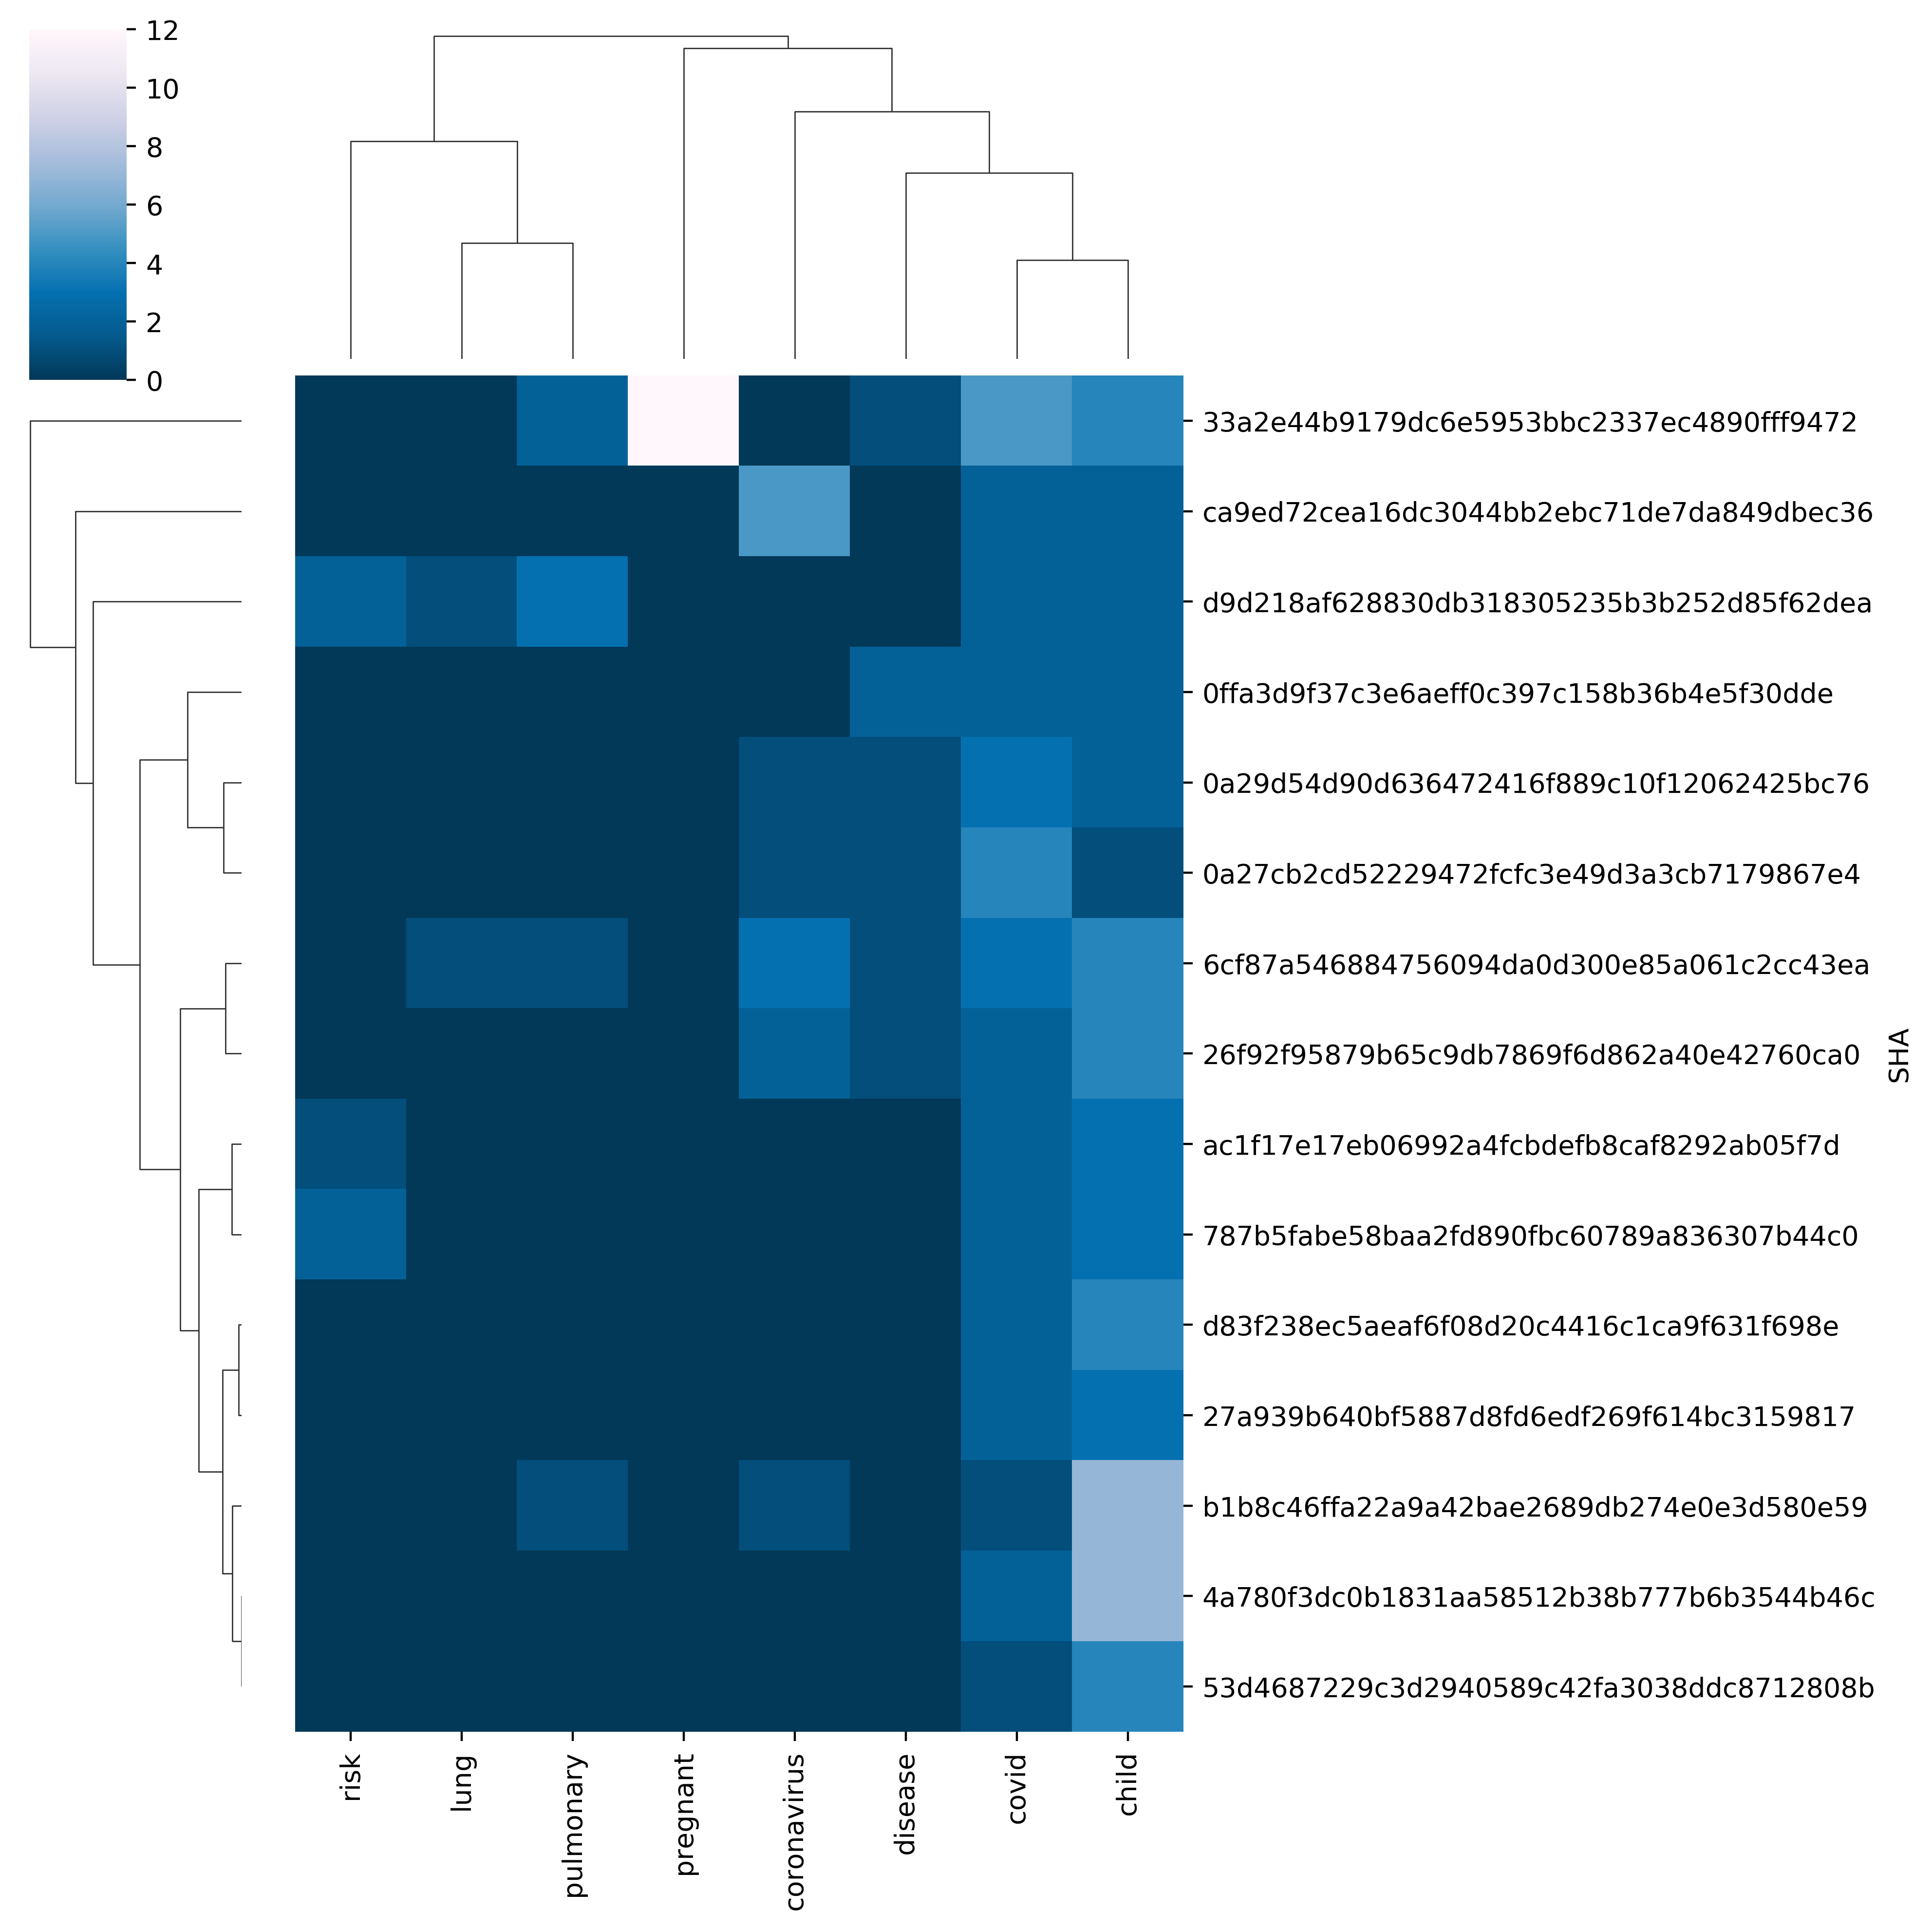 12
10
8
6
4
2
0
33a2e44b9179dc6e5953bbc2337ec4890fff9472
ca9ed72cea16dc3044bb2ebc71de7da849dbec36
d9d218af628830db318305235b3b252d85f62dea
0ffa3d9f37c3e6aeff0c397c158b36b4e5f30dde
0a29d54d90d636472416f889c10f12062425bc76
0a27cb2cd52229472fcfc3e49d3a3cb7179867e4
6cf87a546884756094da0d300e85a061c2cc43ea
26f92f95879b65c9db7869f6d862a40e42760ca0
ac1f17e17eb06992a4fcbdefb8caf8292ab05f7d
787b5fabe58baa2fd890fbc60789a836307b44c0
d83f238ec5aeaf6f08d20c4416c1ca9f631f698e
27a939b640bf5887d8fd6edf269f614bc3159817
b1b8c46ffa22a9a42bae2689db274e0e3d580e59
4a780f3dc0b1831aa58512b38b777b6b3544b46c
53d4687229c3d2940589c42fa3038ddc8712808b
SHA
risk
lung
pulmonary
pregnant
coronavirus
disease
covid
child